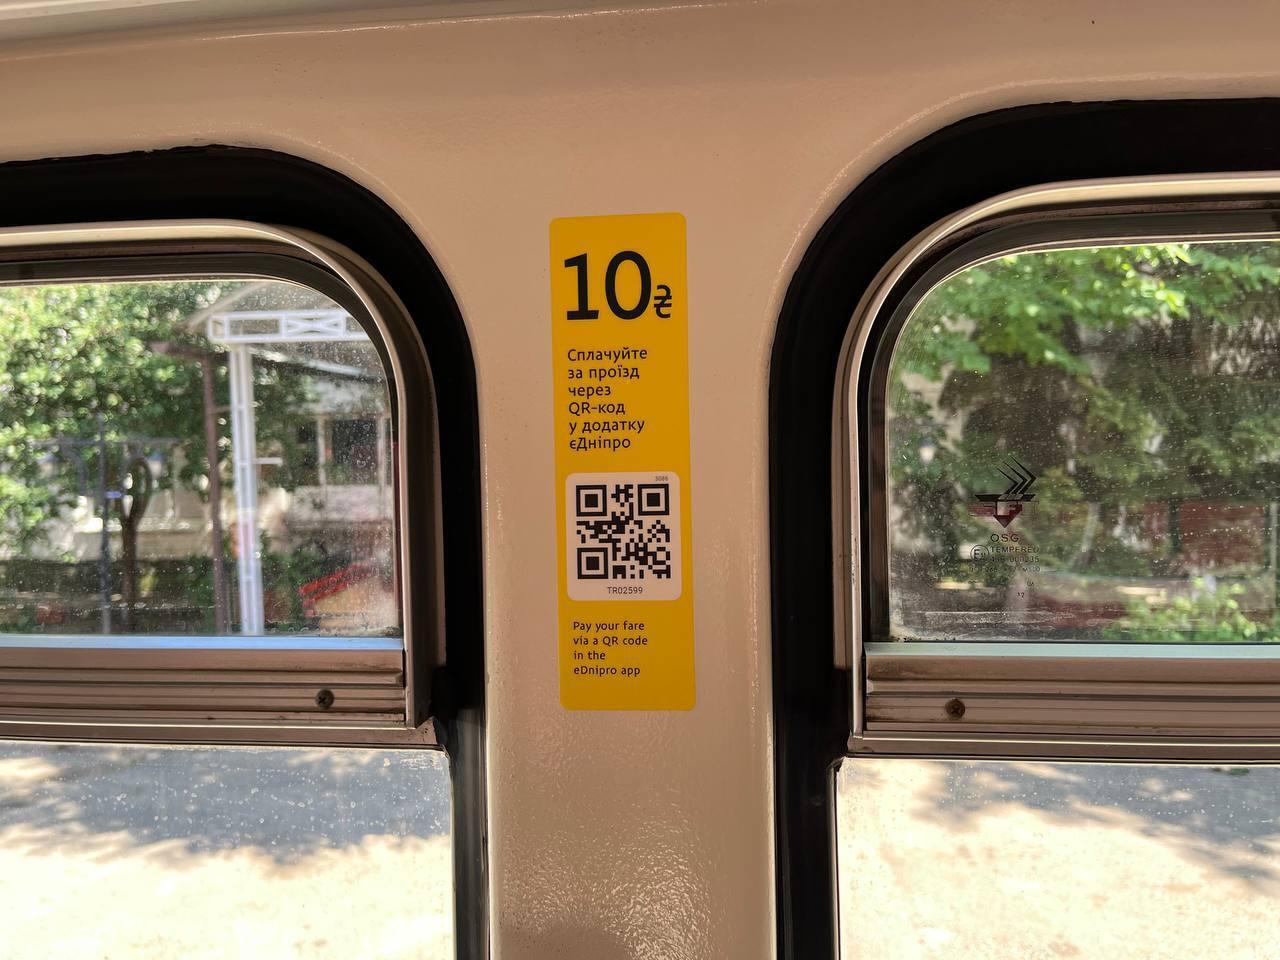 10₴
Сплачуйте
за проїзд
через
QR-код
у додатку
єДніпро
3086
TR02599
Pay your fare
via a QR code
in the
eDnipro app
O.S.G.
TEMPERED